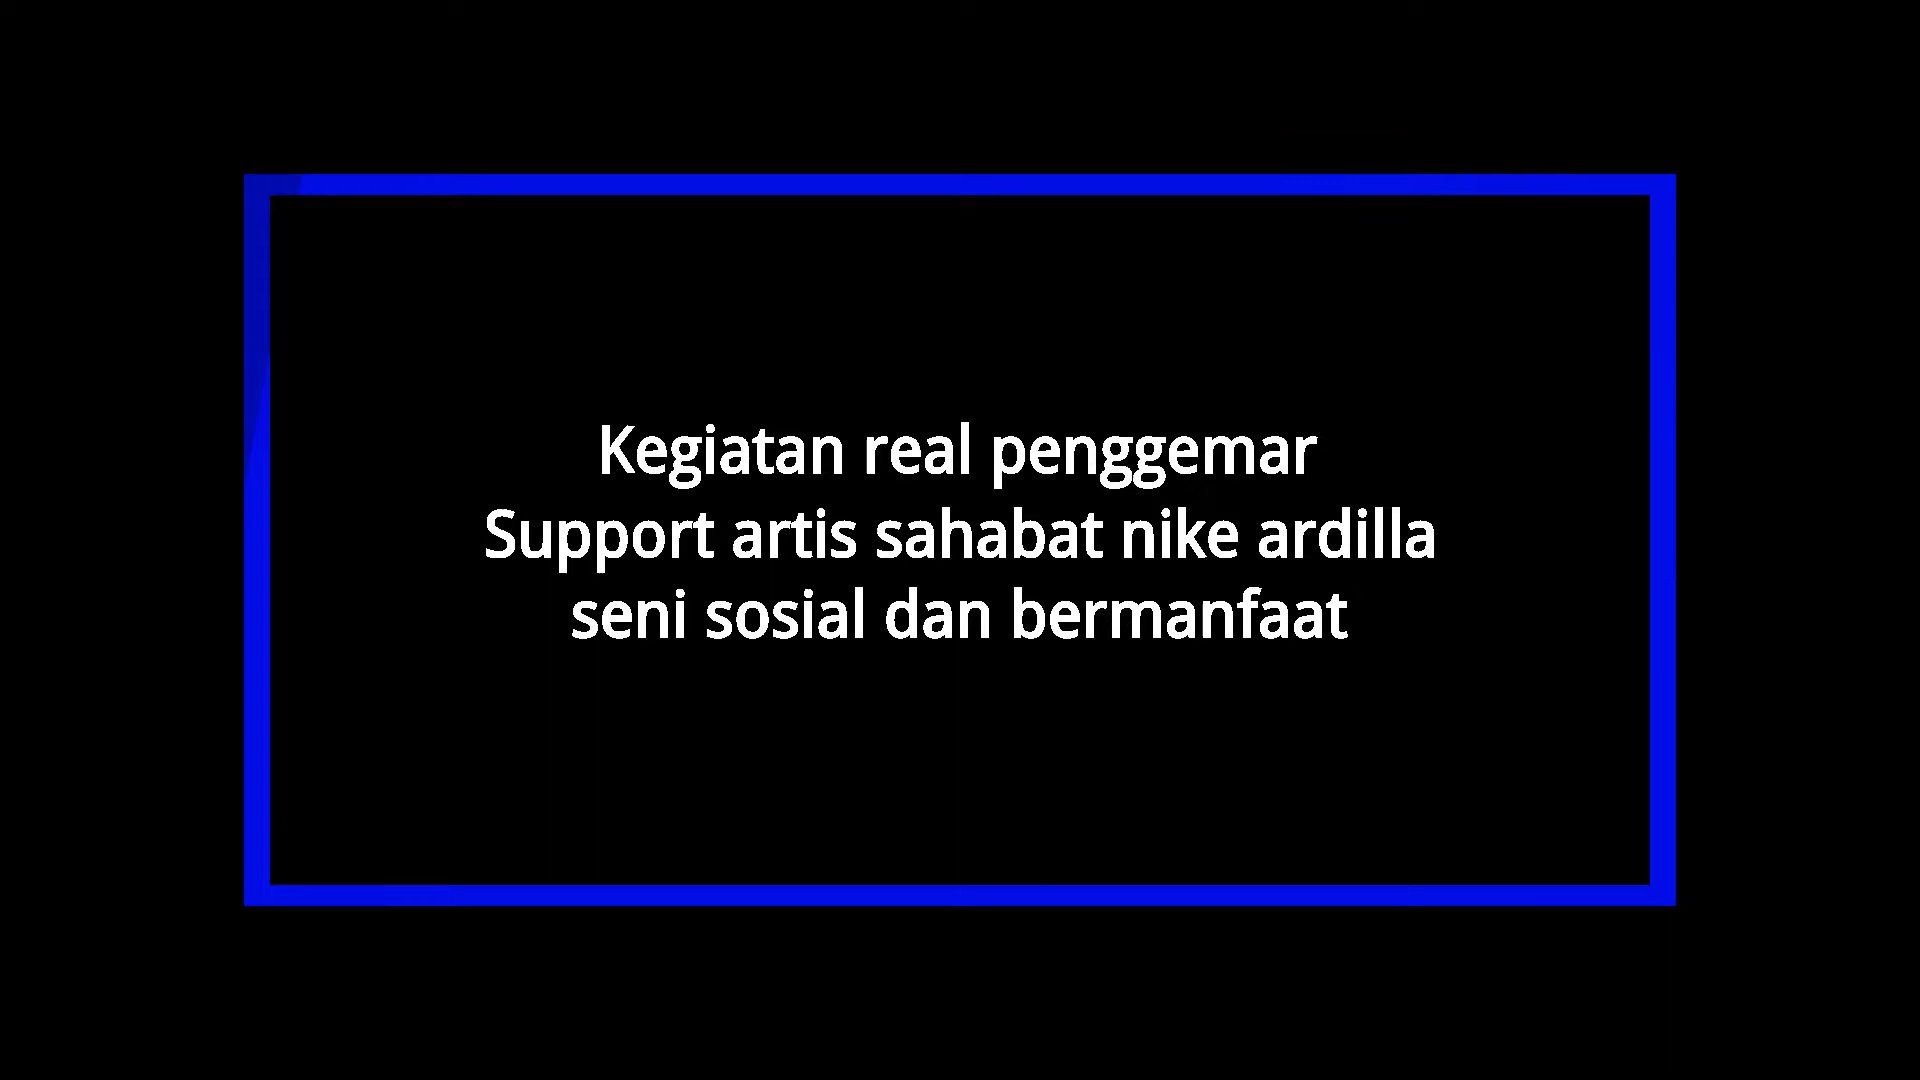 Kegiatan real penggemar
Support artis sahabat nike ardilla
seni sosial dan bermanfaat